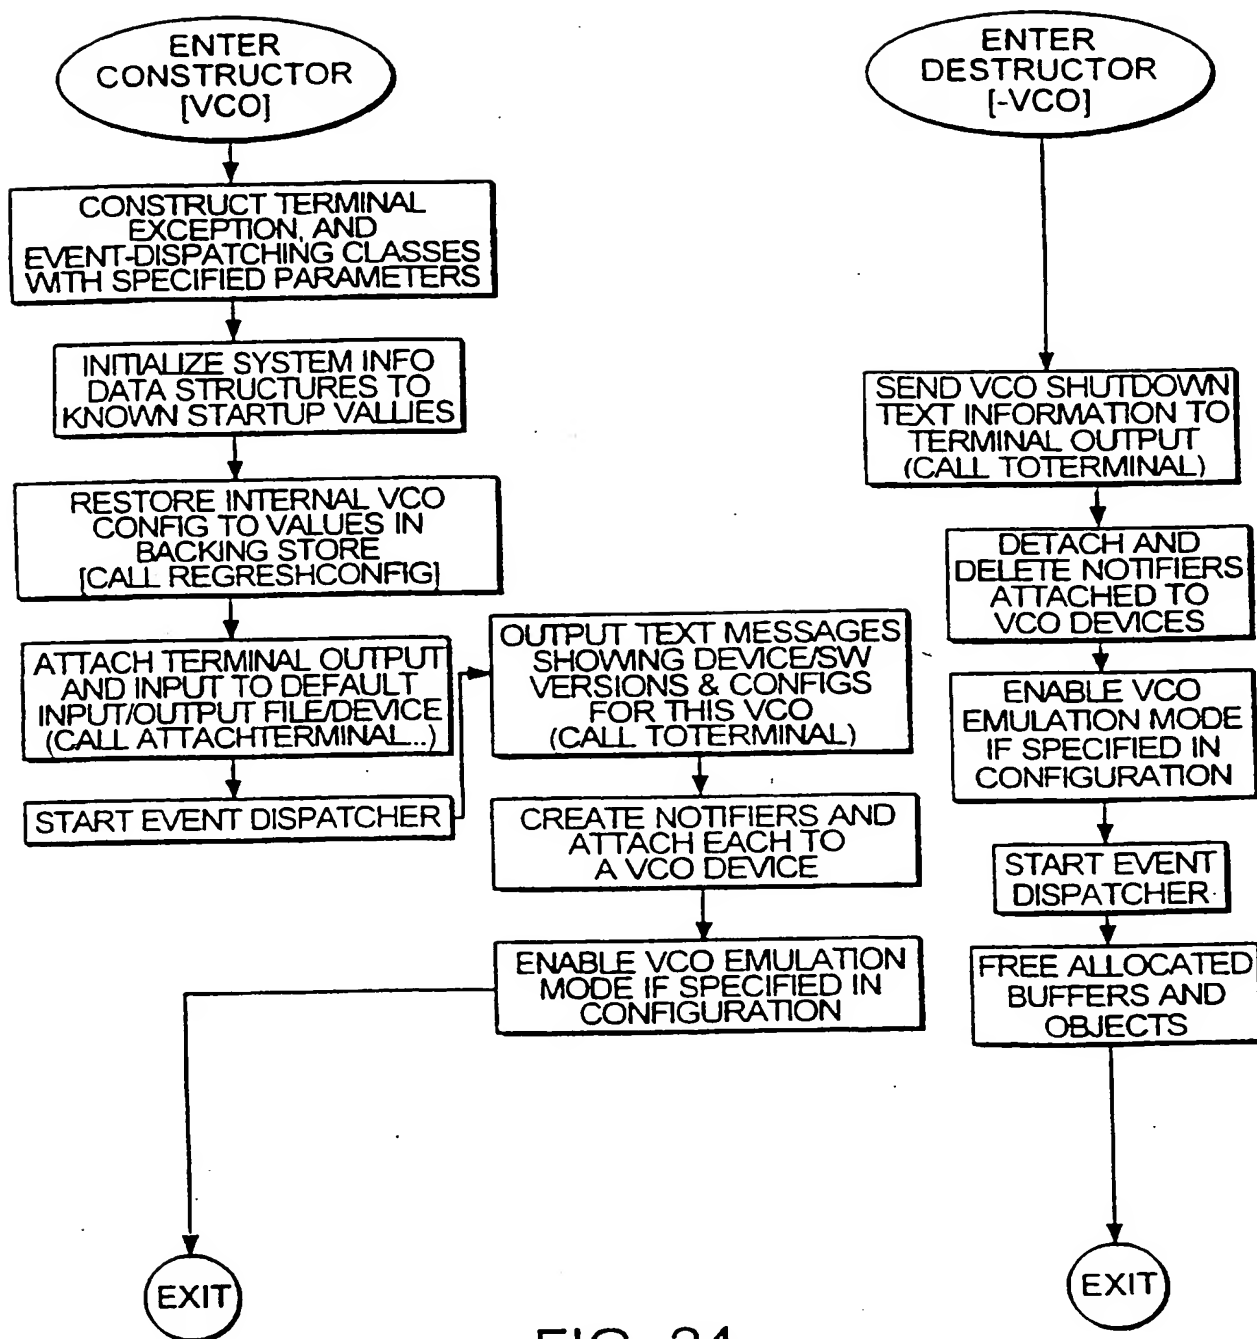 ENTER
CONSTRUCTOR
[VCO]
CONSTRUCT TERMINAL
EXCEPTION, AND
EVENT-DISPATCHING CLASSES
WITH SPECIFIED PARAMETERS
INITIALIZE SYSTEM INFO
DATA STRUCTURES TO
KNOWN STARTUP VALUES
RESTORE INTERNAL VCO
CONFIG TO VALUES IN
BACKING STORE
[CALL REGRESHCONFIG]
ATTACH TERMINAL OUTPUT
AND INPUT TO DEFAULT
INPUT/OUTPUT FILE/DEVICE
(CALL ATTACHTERMINAL..)
START EVENT DISPATCHER
OUTPUT TEXT MESSAGES
SHOWING DEVICE/SW
VERSIONS & CONFIGS
FOR THIS VCO
(CALL TOTERMINAL)
CREATE NOTIFIERS AND
ATTACH EACH TO
A VCO DEVICE
ENABLE VCO EMULATION
MODE IF SPECIFIED IN
CONFIGURATION
EXIT
ENTER
DESTRUCTOR
[-VCO]
SEND VCO SHUTDOWN
TEXT INFORMATION TO
TERMINAL OUTPUT
(CALL TOTERMINAL)
DETACH AND
DELETE NOTIFIERS
ATTACHED TO
VCO DEVICES
ENABLE VCO
EMULATION MODE
IF SPECIFIED IN
CONFIGURATION
START EVENT
DISPATCHER
FREE ALLOCATED
BUFFERS AND
OBJECTS
EXIT